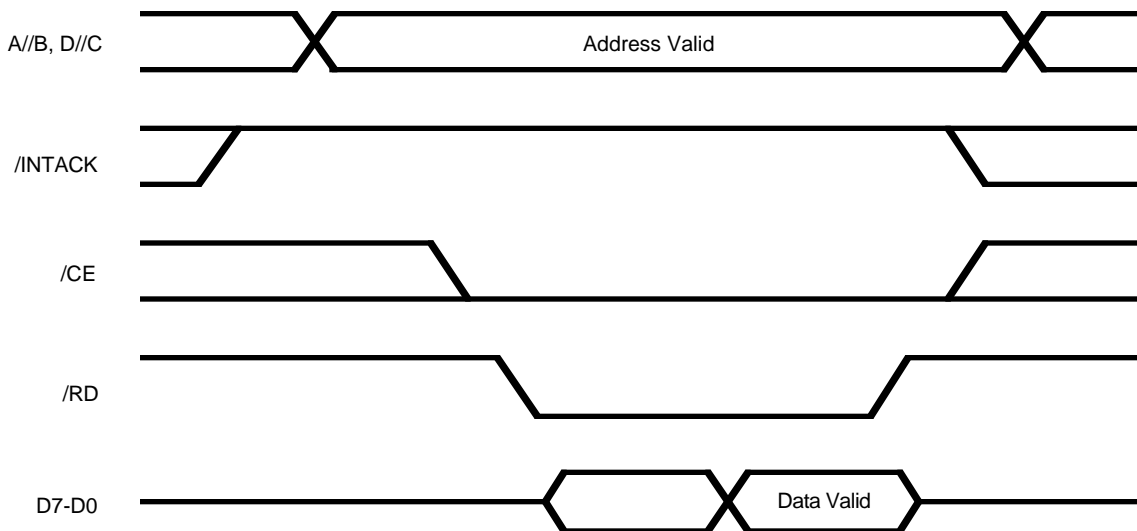 A//B, D//C
Address Valid
/INTACK
/CE
/RD
D7-D0
Data Valid